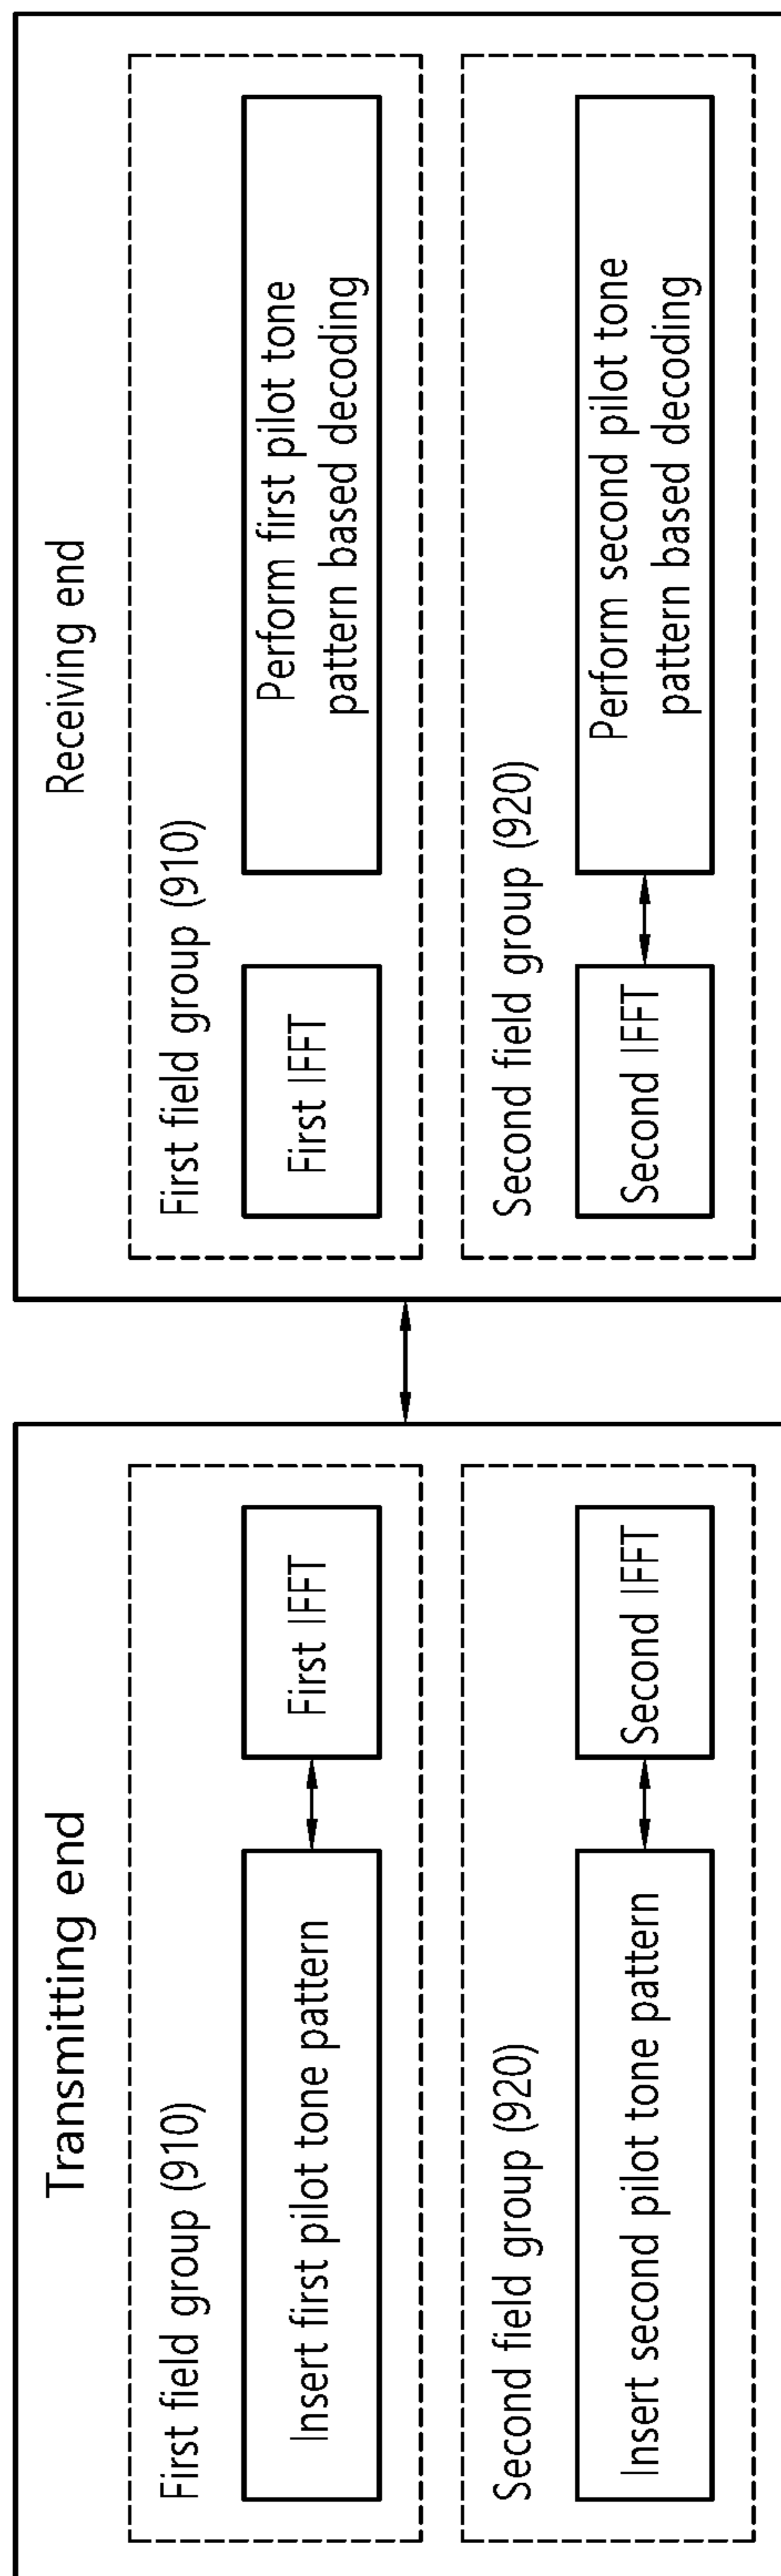 Transmitting end
First field group (910)
Insert first pilot tone pattern
First IFFT
Second field group (920)
Insert second pilot tone pattern
Second IFFT
Receiving end
First field group (910)
First IFFT
Perform first pilot tone
pattern based decoding
Second field group (920)
Second IFFT
Perform second pilot tone
pattern based decoding